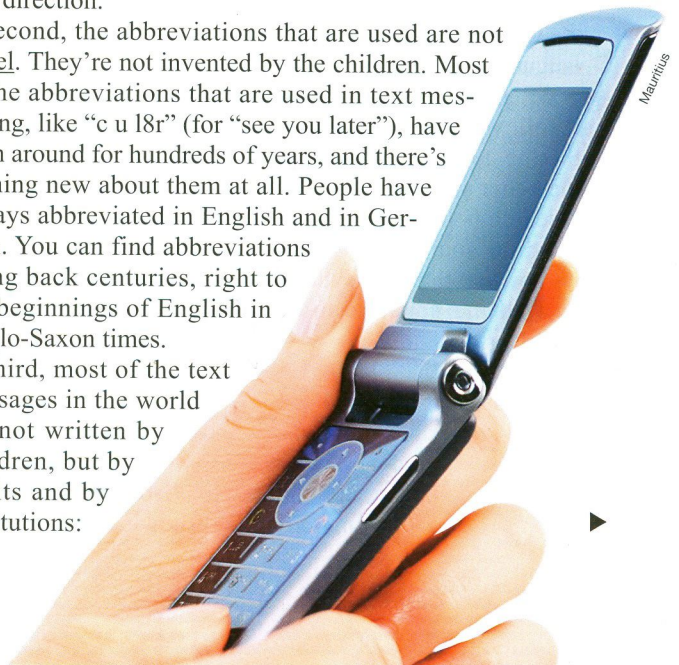 direction.
econd, the abbreviations that are used are not
el. They’re not invented by the children. Most
he abbreviations that are used in text mes-
ng, like “c u l8r” (for “see you later”), have
n around for hundreds of years, and there’s
hing new about them at all. People have
ays abbreviated in English and in Ger-
. You can find abbreviations
ng back centuries, right to
beginnings of English in
lo-Saxon times.
hird, most of the text
sages in the world
not written by
dren, but by
lts and by
tutions:
Mauritius